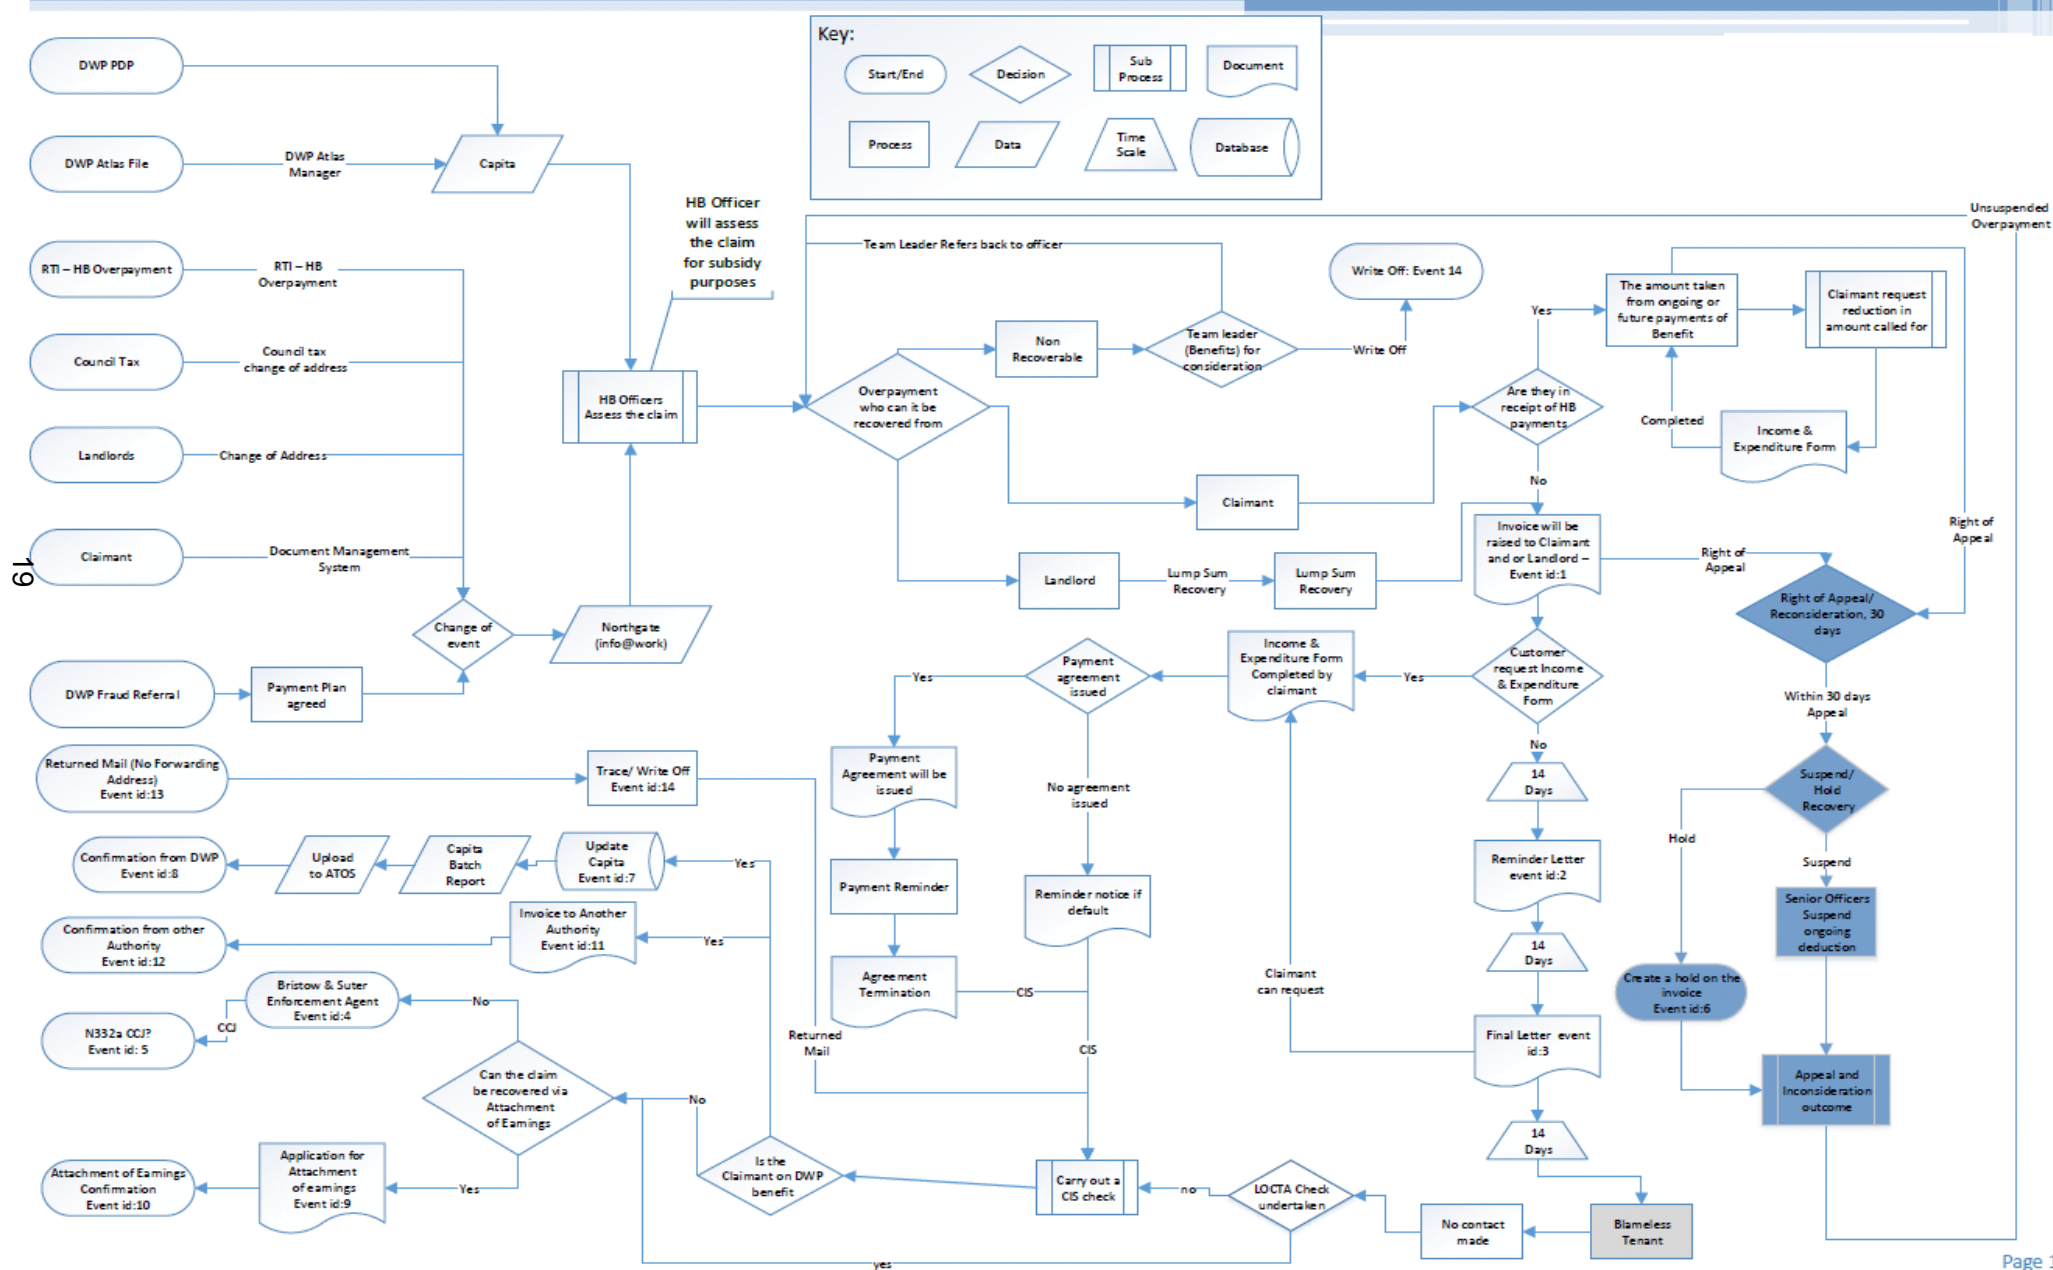 Key:
Start/End
Decision
Sub
Process
Document
Process
Data
Time
Scale
Database
DWP PDP
DWP Atlas File
DWP Atlas
Manager
Capita
HB Officer
will assess
the claim
for subsidy
purposes
RTI – HB Overpayment
RTI – HB
Overpayment
Council Tax
Council tax
change of address
Landlords
Change of Address
Claimant
Document Management
System
19
Change of
event
Northgate
(info@work)
DWP Fraud Referral
Payment Plan
agreed
HB Officers
Assess the claim
Unsuspended
Overpayment
Team Leader Refers back to officer
Write Off: Event 14
Non
Recoverable
Team leader
(Benefits) for
consideration
Write Off
Overpayment
who can it be
recovered from
Are they in
receipt of HB
payments
Yes
The amount taken
from ongoing or
future payments of
Benefit
Claimant request
reduction in
amount called for
Completed
Income &
Expenditure Form
No
Claimant
Landlord
Lump Sum
Recovery
Lump Sum
Recovery
Invoice will be
raised to Claimant
and or Landlord –
Event id:1
Right of
Appeal
Right of
Appeal
Right of Appeal/
Reconsideration, 30
days
Within 30 days
Appeal
Suspend/
Hold
Recovery
Hold
Suspend
Senior Officers
Suspend
ongoing
deduction
Create a hold on the
invoice
Event id:6
Appeal and
Inconsideration
outcome
Customer
request Income
& Expenditure
Form
Yes
Income &
Expenditure Form
Completed by
claimant
Payment
agreement
issued
Yes
No
14
Days
Reminder Letter
event id:2
14
Days
Final Letter event
id:3
14
Days
Claimant
can request
Payment
Agreement will be
issued
No agreement
issued
Payment Reminder
Reminder notice if
default
Agreement
Termination
CIS
CIS
Returned Mail (No Forwarding
Address)
Event id:13
Trace/ Write Off
Event id:14
Returned
Mail
Confirmation from DWP
Event id:8
Upload
to ATOS
Capita
Batch
Report
Update
Capita
Event id:7
Yes
Confirmation from other
Authority
Event id:12
Invoice to Another
Authority
Event id:11
Yes
Bristow & Suter
Enforcement Agent
Event id:4
No
N332a CCJ?
Event id: 5
CCJ
Can the claim
be recovered via
Attachment
of Earnings
No
Attachment of Earnings
Confirmation
Event id:10
Application for
Attachment
of earnings
Event id:9
Yes
Is the
Claimant on DWP
benefit
Carry out a
CIS check
no
LOCTA Check
undertaken
No contact
made
Blameless
Tenant
yes
Page 1